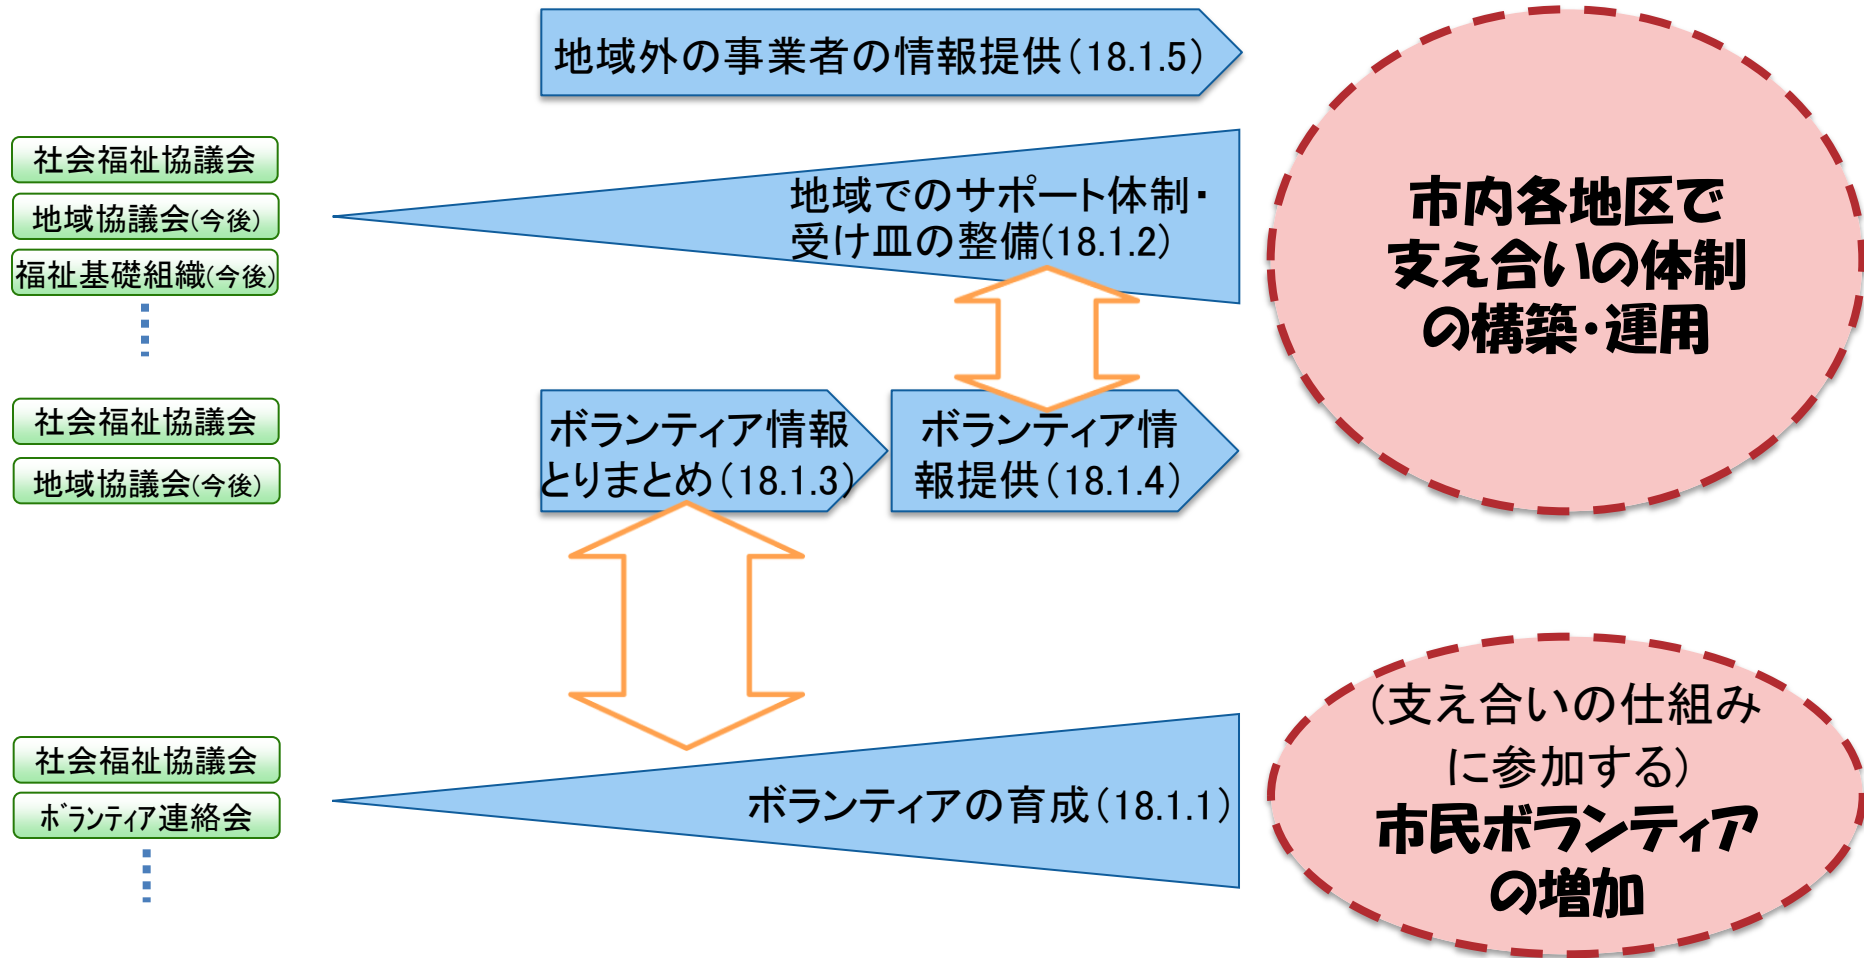 地域外の事業者の情報提供(18.1.5)
社会福祉協議会
地域協議会(今後)
福祉基礎組織(今後)
地域でのサポート体制・
受け皿の整備(18.1.2)
市内各地区で
支え合いの体制
の構築・運用
社会福祉協議会
地域協議会(今後)
ボランティア情報
とりまとめ(18.1.3)
ボランティア情
報提供(18.1.4)
社会福祉協議会
ボランティア連絡会
ボランティアの育成(18.1.1)
(支え合いの仕組み
に参加する)
市民ボランティア
の増加